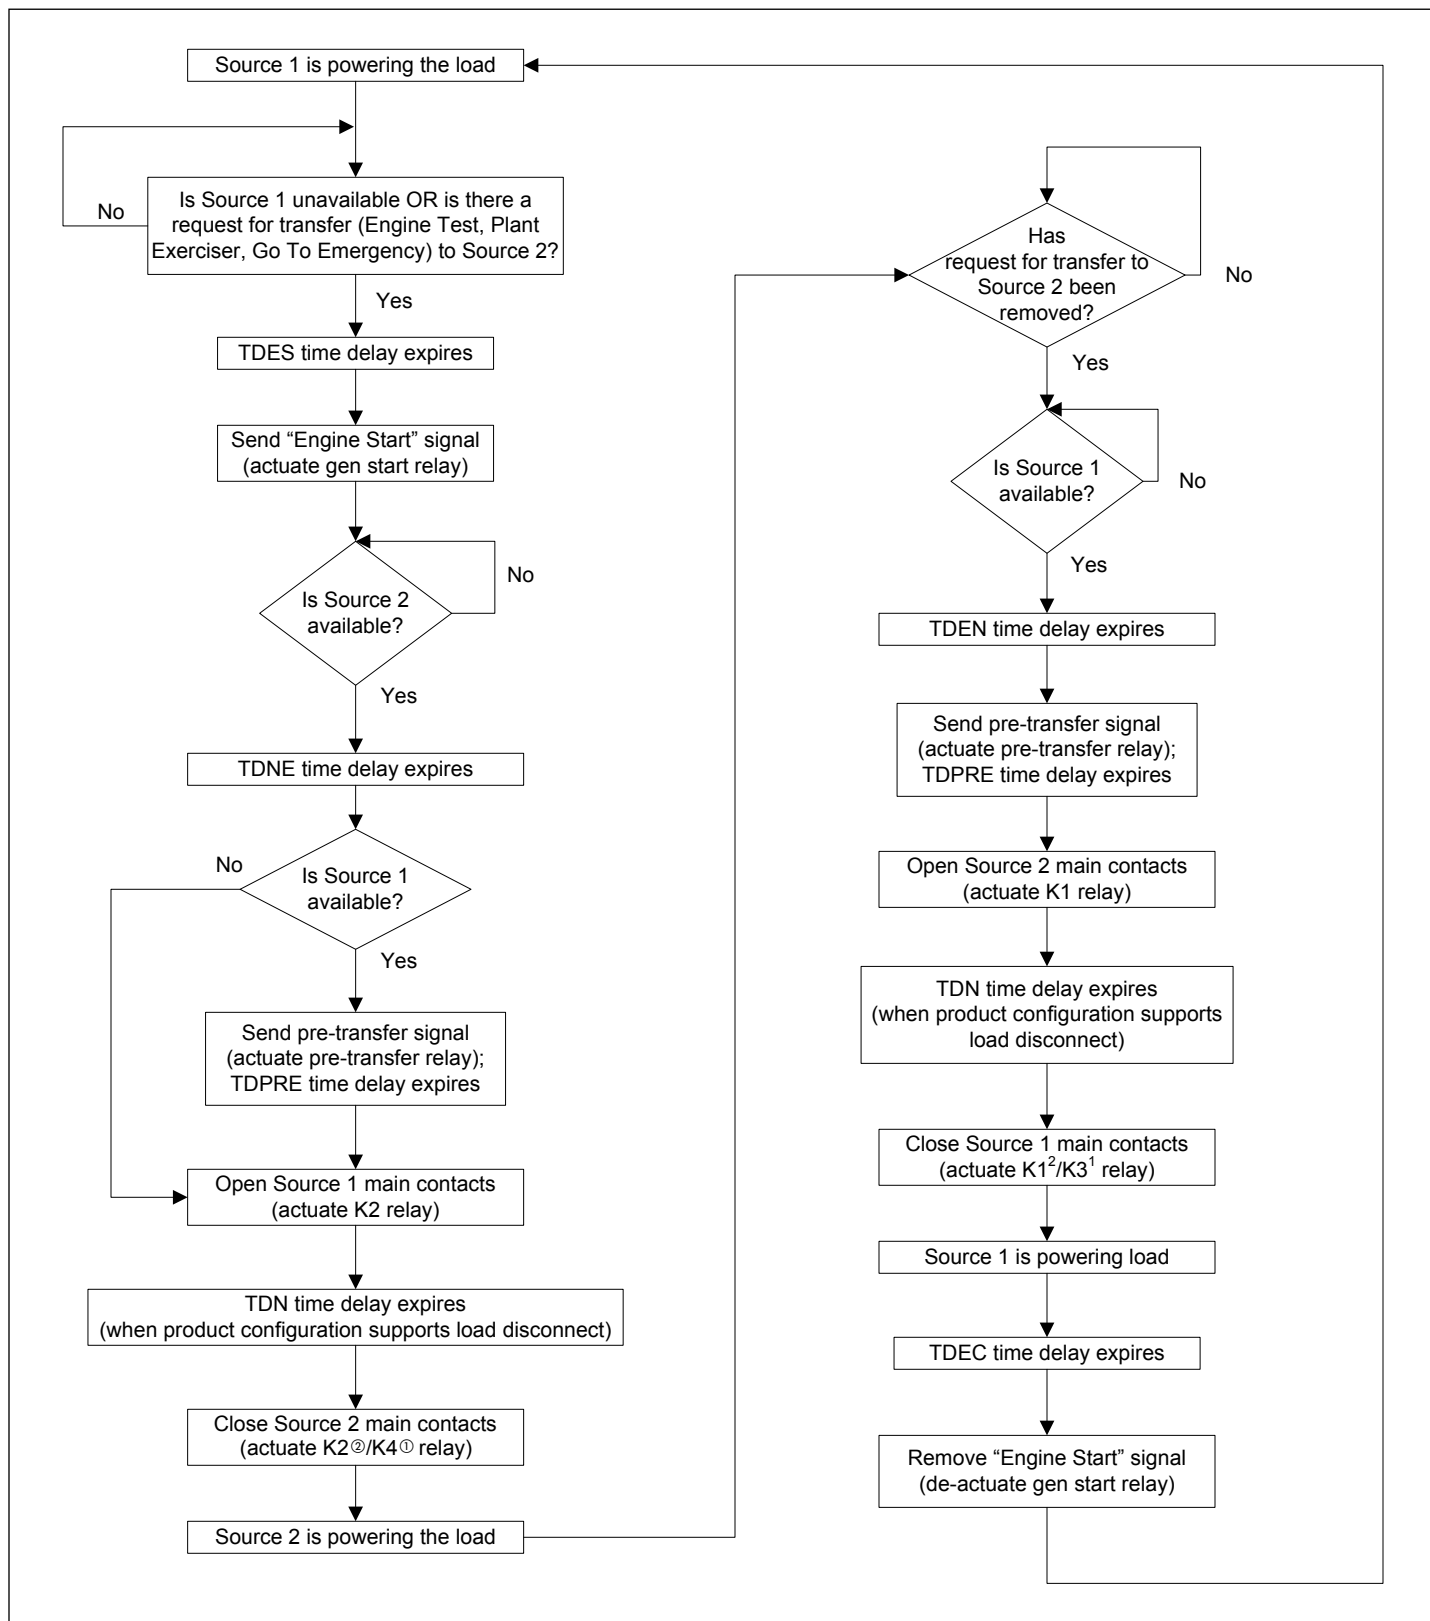 Source 1 is powering the load
Is Source 1 unavailable OR is there a
request for transfer (Engine Test, Plant
Exerciser, Go To Emergency) to Source 2?
No
Yes
TDES time delay expires
Send “Engine Start” signal
(actuate gen start relay)
Is Source 2
available?
No
Yes
TDNE time delay expires
Is Source 1
available?
No
Yes
Send pre-transfer signal
(actuate pre-transfer relay);
TDPRE time delay expires
Open Source 1 main contacts
(actuate K2 relay)
TDN time delay expires
(when product configuration supports load disconnect)
Close Source 2 main contacts
(actuate K2②/K4① relay)
Source 2 is powering the load
Has
request for transfer to
Source 2 been
removed?
No
Yes
Is Source 1
available?
No
Yes
TDEN time delay expires
Send pre-transfer signal
(actuate pre-transfer relay);
TDPRE time delay expires
Open Source 2 main contacts
(actuate K1 relay)
TDN time delay expires
(when product configuration supports
load disconnect)
Close Source 1 main contacts
(actuate K1²/K3¹ relay)
Source 1 is powering load
TDEC time delay expires
Remove “Engine Start” signal
(de-actuate gen start relay)